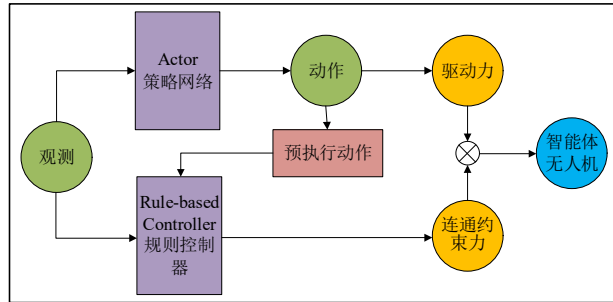 Actor
策略网络
动作
驱动力
观测
预执行动作
智能体
无人机
Rule-based
Controller
规则控制
器
连通约
束力